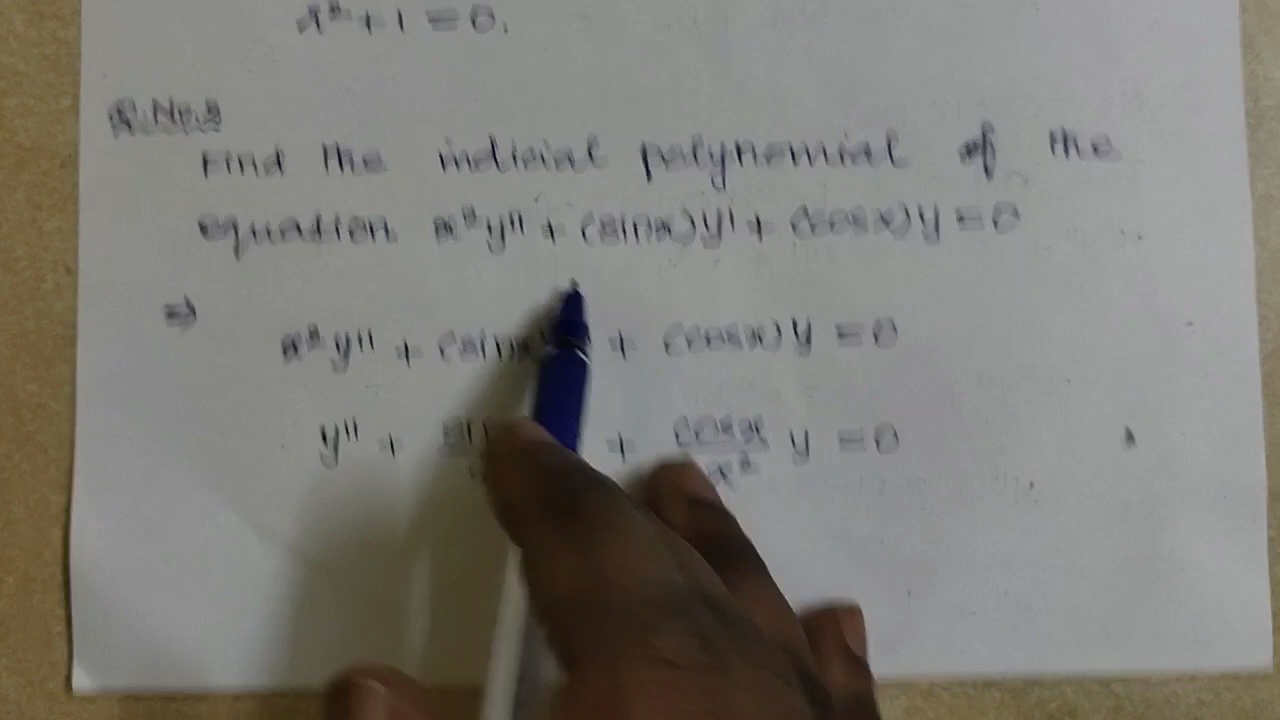 x²+1 = 0.
Q.No:
Find the indicial polynomial of the
equation x²y'' + (sinx)y' + (cosx)y = 0
⇒
x²y'' + (sinx + (cosx)y = 0
y'' + + cosx/x² y = 0